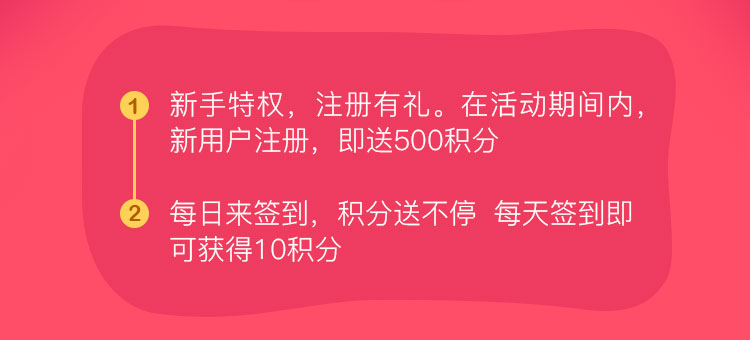 1 新手特权，注册有礼。在活动期间内，
新用户注册，即送500积分
2 每日来签到，积分送不停 每天签到即
可获得10积分